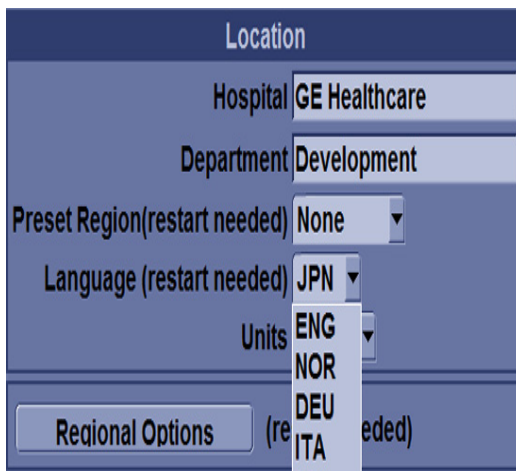 Location
Hospital GE Healthcare
Department Development
Preset Region(restart needed) None
Language (restart needed) JPN
Units ENG
NOR
DEU
Regional Options (re eded)
ITA